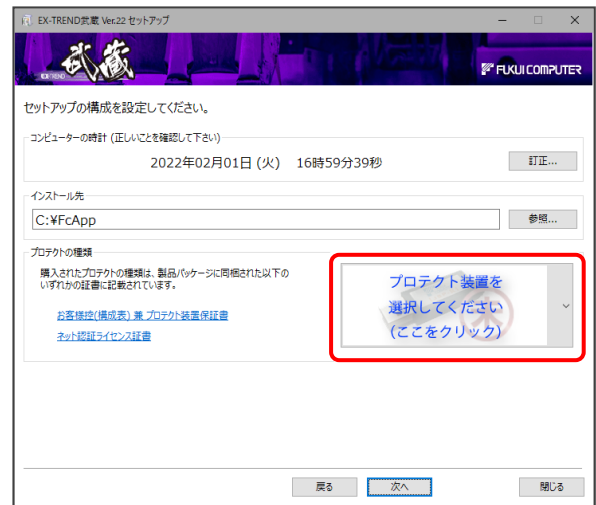 EX-TREND武蔵 Ver.22 セットアップ
EX-TREND 武蔵
FUKUI COMPUTER
セットアップの構成を設定してください。
コンピューターの時計 (正しいことを確認して下さい)
2022年02月01日 (火) 16時59分39秒
訂正...
インストール先
C:¥FcApp
参照...
プロテクトの種類
購入されたプロテクトの種類は、製品パッケージに同梱された以下の
いずれかの証書に記載されています。
お客様控(構成表) 兼 プロテクト装置保証書
ネット認証ライセンス証書
プロテクト装置を
選択してください
(ここをクリック)
戻る
次へ
閉じる